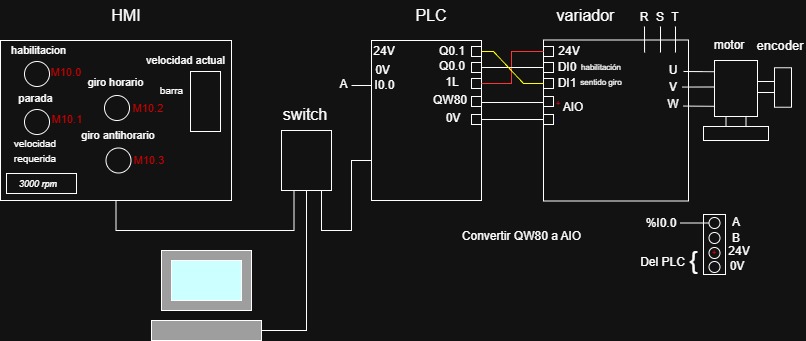 HMI
habilitacion
M10.0
parada
M10.1
velocidad
requerida
3000 rpm
giro horario
M10.2
giro antihorario
M10.3
velocidad actual
barra
switch
PLC
24V
0V
A
I0.0
Q0.1
Q0.0
1L
QW80
0V
variador
R S T
24V
DI0 habilitación
DI1 sentido giro
AIO
U
V
W
motor
encoder
Convertir QW80 a AIO
%I0.0
A
B
24V
0V
Del PLC {